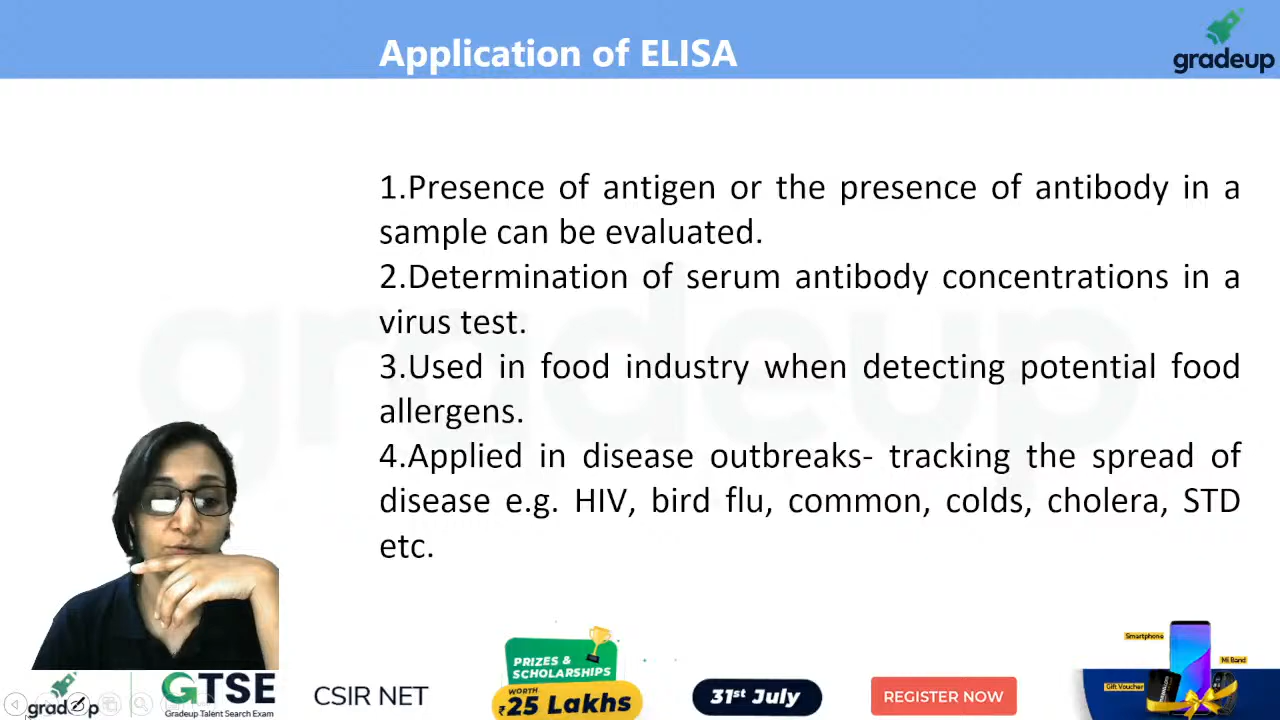 Application of ELISA
gradeup
1.Presence of antigen or the presence of antibody in a
sample can be evaluated.
2.Determination of serum antibody concentrations in a
virus test.
3.Used in food industry when detecting potential food
allergens.
4.Applied in disease outbreaks- tracking the spread of
disease e.g. HIV, bird flu, common, colds, cholera, STD
etc.
gradeup
gradeup
GTSE
Gradeup Talent Search Exam
CSIR NET
PRIZES &
SCHOLARSHIPS
WORTH
₹25 Lakhs
31st July
REGISTER NOW
Smartphone
Mi Band
Gift Voucher